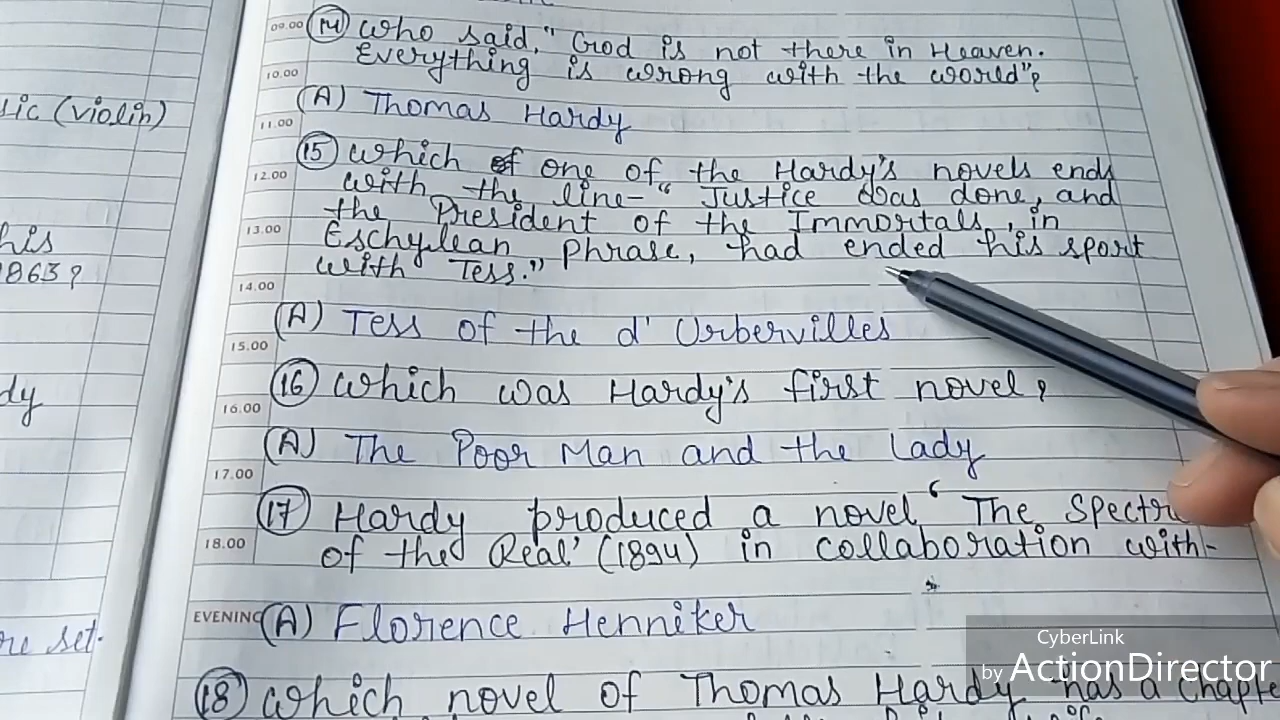 sic (violin)
his
1863?
dy
re set.
09.00 (14) Who said, "God is not there in Heaven.
10.00 Everything is wrong with the world"?
(A) Thomas Hardy
11.00
(15) Which of one of the Hardy's novels ends
12.00 with the line- "Justice was done, and
the President of the Immortals, in
13.00 Eschylean Phrase, had ended his sport
with Tess."
14.00
(A) Tess of the d' Urbervilles
15.00
(16) Which was Hardy's first novel?
16.00
(A) The Poor Man and the Lady
17.00
(17) Hardy produced a novel 'The Spectre
18.00 of the Real' (1894) in collaboration with-
EVENING (A) Florence Henniker
(18) Which novel of Thomas Hardy has a Chapte
CyberLink
by ActionDirector